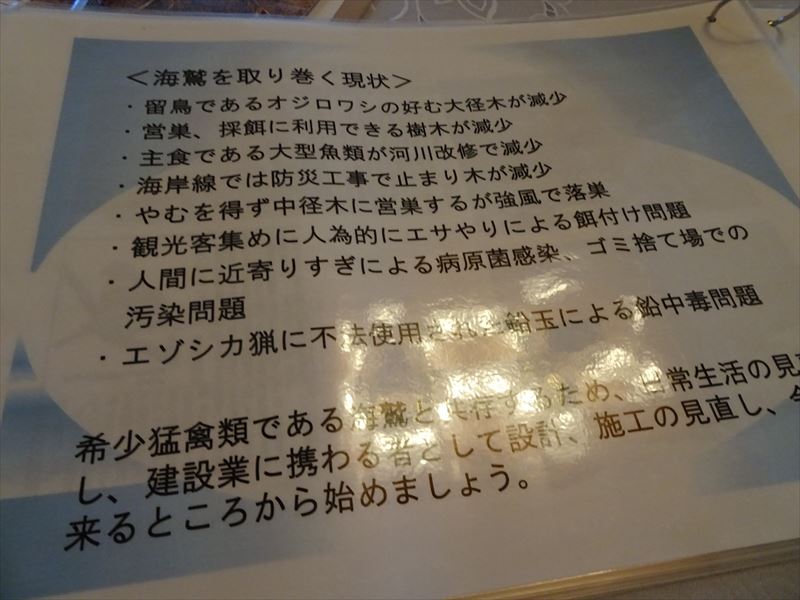 ＜海鷲を取り巻く現状＞
・留鳥であるオジロワシの好む大径木が減少
・営巣、採餌に利用できる樹木が減少
・主食である大型魚類が河川改修で減少
・海岸線では防災工事で止まり木が減少
・やむを得ず中径木に営巣するが強風で落巣
・観光客集めに人為的にエサやりによる餌付け問題
・人間に近寄りすぎによる病原菌感染、ゴミ捨て場での
汚染問題
・エゾシカ猟に不法使用された鉛玉による鉛中毒問題
希少猛禽類である海鷲と共存するため、日常生活の見
し、建設業に携わる者として設計、施工の見直し、
来るところから始めましょう。